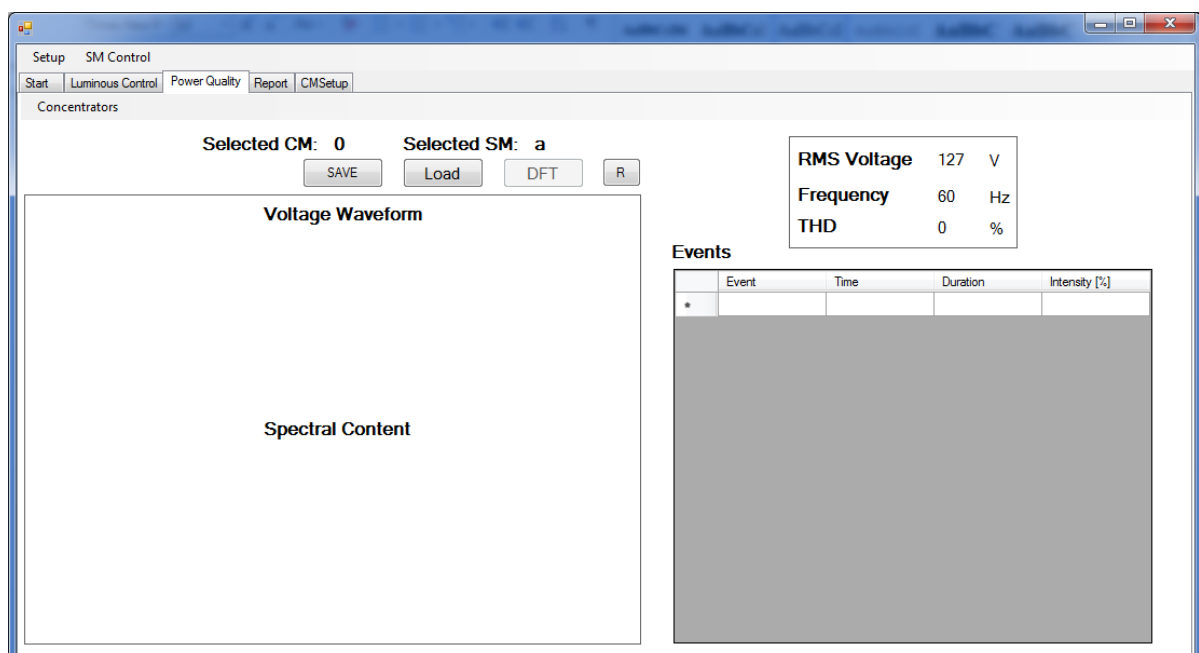 Setup SM Control
Start Luminous Control Power Quality Report CMSetup
Concentrators
Selected CM: 0 Selected SM: a
SAVE Load DFT R
Voltage Waveform
Spectral Content
RMS Voltage 127 V
Frequency 60 Hz
THD 0 %
Events
Event Time Duration Intensity [%]
*